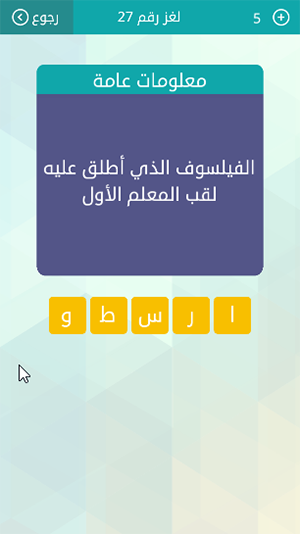 رجوع لغز رقم 27 5
معلومات عامة
الفيلسوف الذي أطلق عليه
لقب المعلم الأول
ا ر س ط و